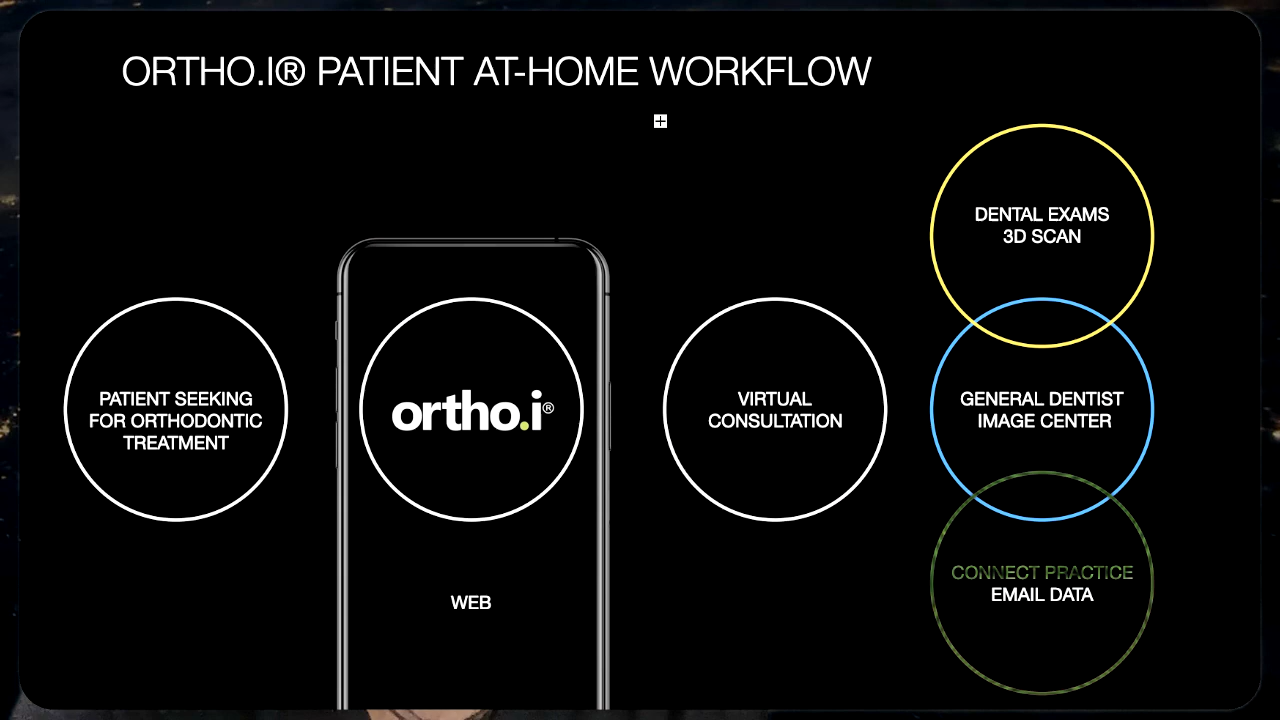 ORTHO.I® PATIENT AT-HOME WORKFLOW
DENTAL EXAMS
3D SCAN
PATIENT SEEKING
FOR ORTHODONTIC
TREATMENT
ortho.i®
VIRTUAL
CONSULTATION
GENERAL DENTIST
IMAGE CENTER
CONNECT PRACTICE
EMAIL DATA
WEB